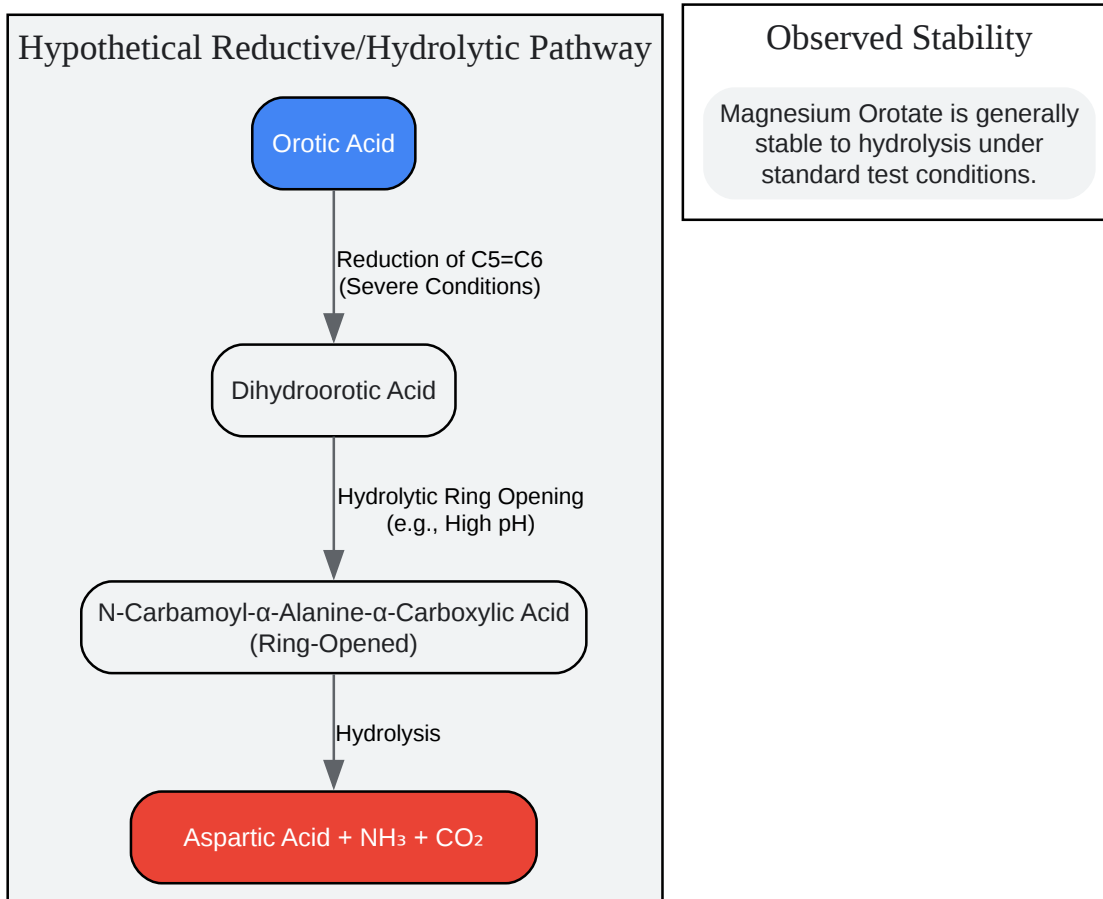 Hypothetical Reductive/Hydrolytic Pathway
Orotic Acid
Reduction of C5=C6
(Severe Conditions)
Dihydroorotic Acid
Hydrolytic Ring Opening
(e.g., High pH)
N-Carbamoyl-α-Alanine-α-Carboxylic Acid
(Ring-Opened)
Hydrolysis
Aspartic Acid + NH₃ + CO₂
Observed Stability
Magnesium Orotate is generally
stable to hydrolysis under
standard test conditions.